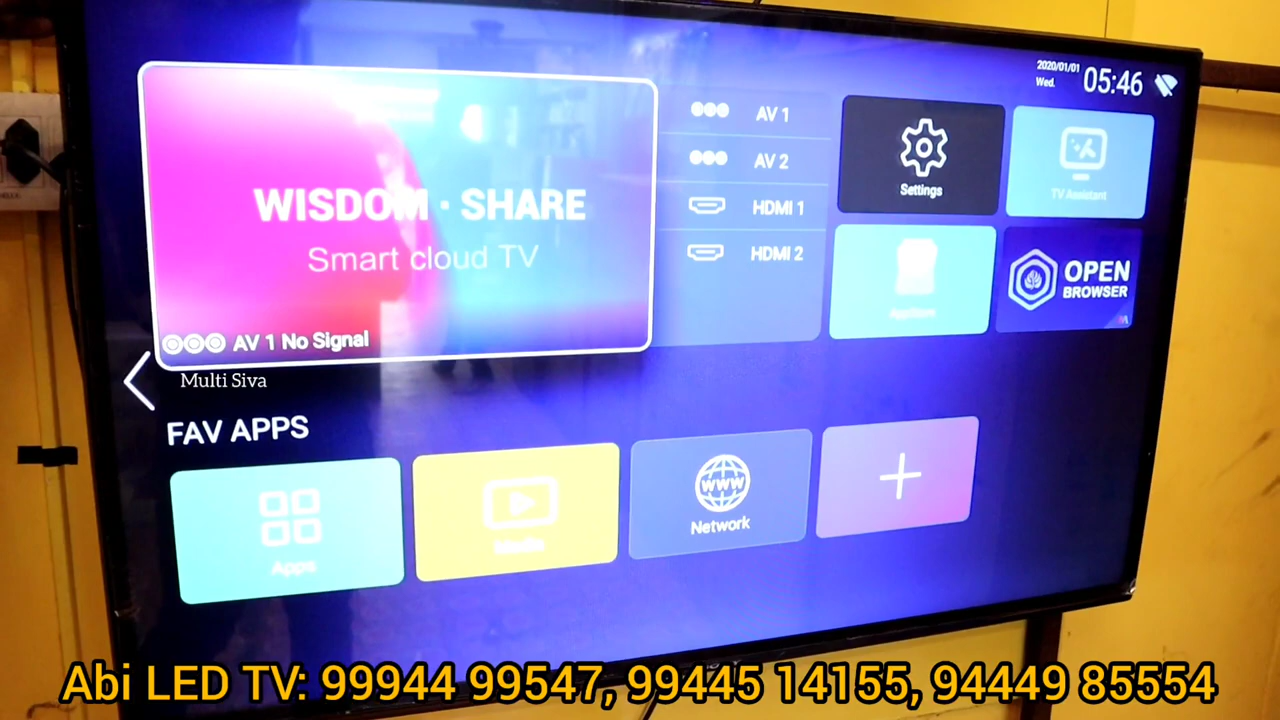 2020/01/01
Wed.
05:46
WISDOM · SHARE
Smart cloud TV
AV 1 No Signal
AV 1
AV 2
HDMI 1
HDMI 2
Settings
TV Assistant
OPEN
BROWSER
Multi Siva
FAV APPS
Apps
Media
www
Network
Abi LED TV: 99944 99547, 99445 14155, 94449 85554